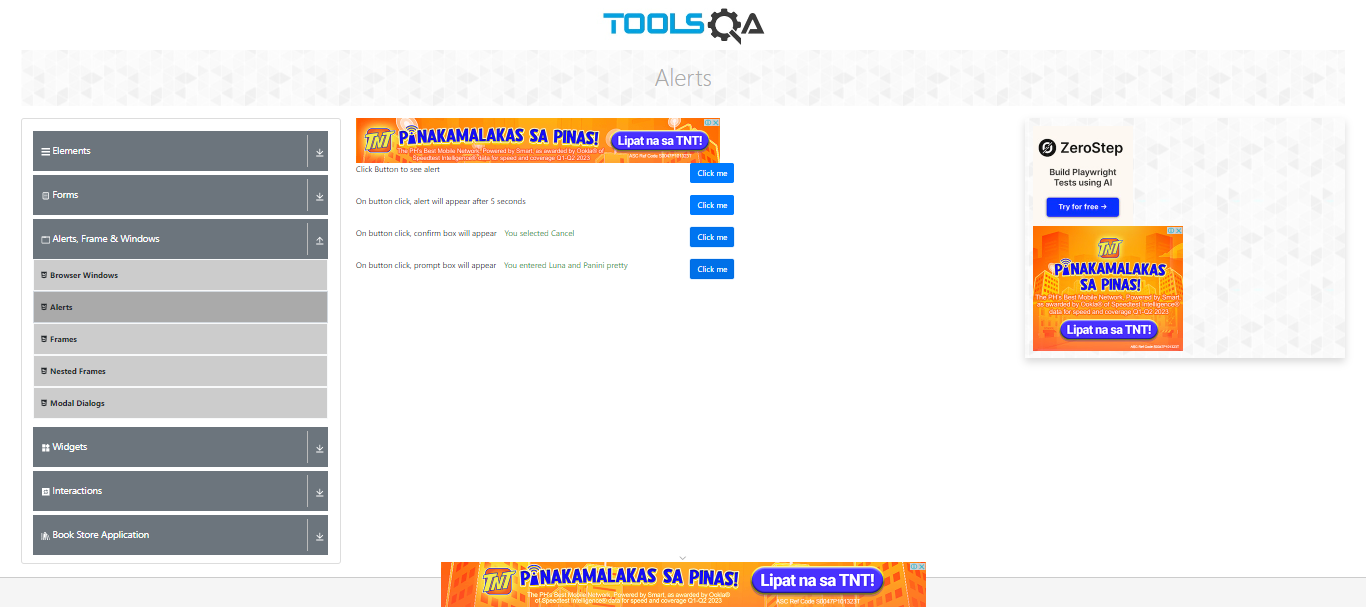 TOOLSQA
Alerts
Elements
Forms
Alerts, Frame & Windows
Browser Windows
Alerts
Frames
Nested Frames
Modal Dialogs
Widgets
Interactions
Book Store Application
TNT
PINAKAMALAKAS SA PINAS!
The PH's Best Mobile Network, Powered by Smart, as awarded by Ookla® of
Speedtest Intelligence® data for speed and coverage Q1-Q2 2023
Lipat na sa TNT!
Click Button to see alert
Click me
On button click, alert will appear after 5 seconds
Click me
On button click, confirm box will appear You selected Cancel
Click me
On button click, prompt box will appear You entered Luna and Panini pretty
Click me
ZeroStep
Build Playwright
Tests using AI
Try for free →
TNT
PINAKAMALAKAS
SA PINAS!
The PH's Best Mobile Network, Powered by Smart,
as awarded by Ookla® of Speedtest Intelligence®
data for speed and coverage Q1-Q2 2023
Lipat na sa TNT!
TNT
PINAKAMALAKAS SA PINAS!
The PH's Best Mobile Network, Powered by Smart, as awarded by Ookla®
of Speedtest Intelligence® data for speed and coverage Q1-Q2 2023
Lipat na sa TNT!